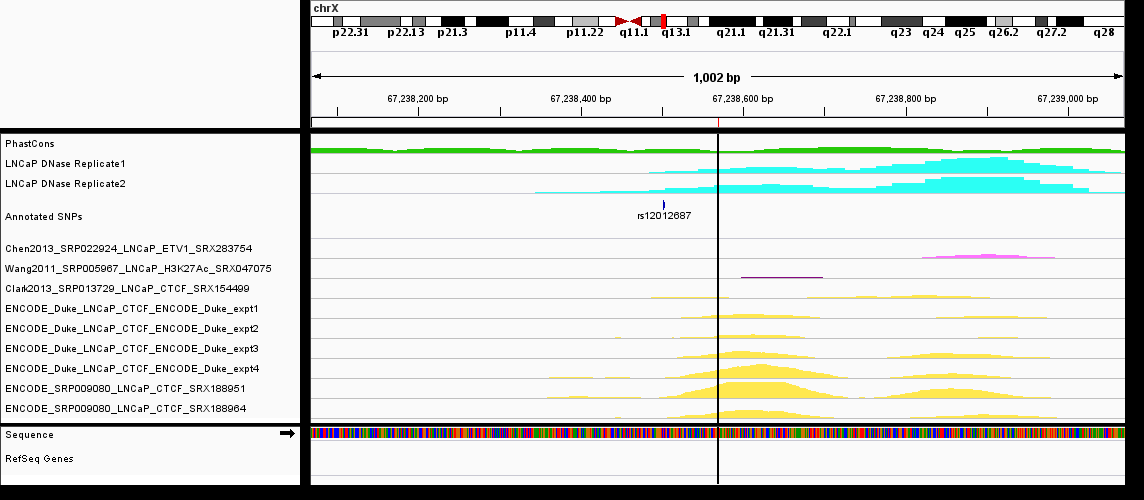 chrX
p22.31 p22.13 p21.3 p11.4 p11.22 q11.1 q13.1 q21.1 q21.31 q22.1 q23 q24 q25 q26.2 q27.2 q28
1,002 bp
67,238,200 bp 67,238,400 bp 67,238,600 bp 67,238,800 bp 67,239,000 bp
PhastCons
LNCaP DNase Replicate1
LNCaP DNase Replicate2
Annotated SNPs
rs12012687
Chen2013_SRP022924_LNCaP_ETV1_SRX283754
Wang2011_SRP005967_LNCaP_H3K27Ac_SRX047075
Clark2013_SRP013729_LNCaP_CTCF_SRX154499
ENCODE_Duke_LNCaP_CTCF_ENCODE_Duke_expt1
ENCODE_Duke_LNCaP_CTCF_ENCODE_Duke_expt2
ENCODE_Duke_LNCaP_CTCF_ENCODE_Duke_expt3
ENCODE_Duke_LNCaP_CTCF_ENCODE_Duke_expt4
ENCODE_SRP009080_LNCaP_CTCF_SRX188951
ENCODE_SRP009080_LNCaP_CTCF_SRX188964
Sequence
RefSeq Genes